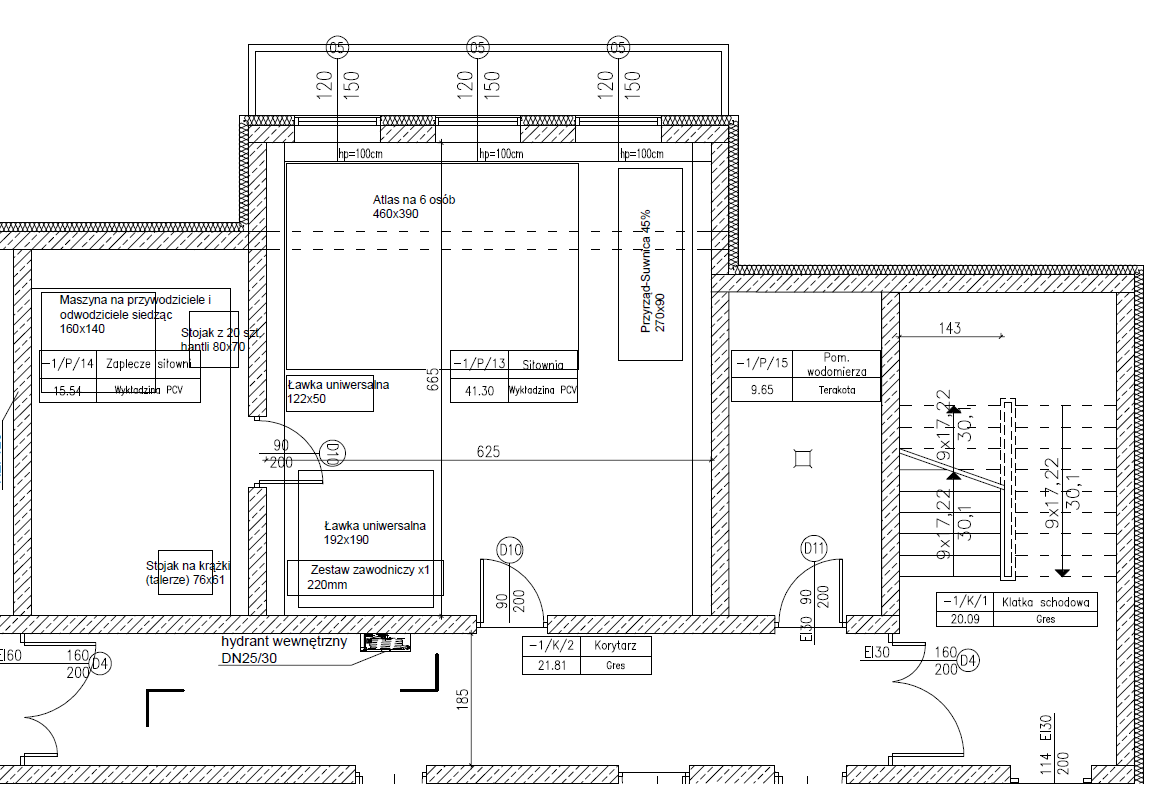 05 05 05
120 150 120 150 120 150
hp=100cm hp=100cm hp=100cm
Atlas na 6 osób
460x390
Przyrząd-Suwnica 45%
270x90
Maszyna na przywodziciele i
odwodziciele siedząc
160x140
Stojak z 20 szt.
hantli 80x70
-1/P/14 Zaplecze siłowni
15.54 Wykładzina PCV
-1/P/13 Siłownia
41.30 Wykładzina PCV
-1/P/15 Pom.
wodomierza
9.65 Terakota
143
Ławka uniwersalna
122x50
665
625
90
200
D10
9x17,22
30,1
9x17,22
30,1
9x17,22
30,1
Ławka uniwersalna
192x190
Zestaw zawodniczy x1
220mm
Stojak na krążki
(talerze) 76x61
D10
90
200
D11
EI30 90
200
-1/K/1 Klatka schodowa
20.09 Gres
hydrant wewnętrzny
DN25/30
-1/K/2 Korytarz
21.81 Gres
EI60 160
200
D4
EI30 160
200
D4
185
114 EI30
200